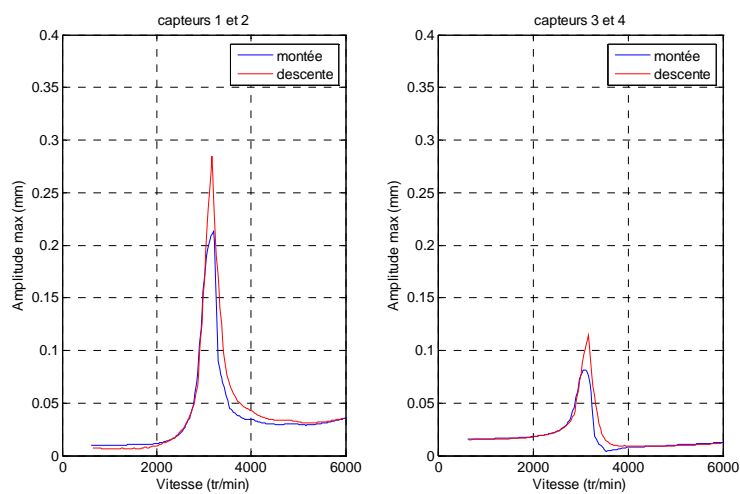 capteurs 1 et 2
0.4
0.35
0.3
0.25
0.2
0.15
0.1
0.05
0
0
2000
4000
6000
Amplitude max (mm)
Vitesse (tr/min)
montée
descente
capteurs 3 et 4
0.4
0.35
0.3
0.25
0.2
0.15
0.1
0.05
0
0
2000
4000
6000
Amplitude max (mm)
Vitesse (tr/min)
montée
descente